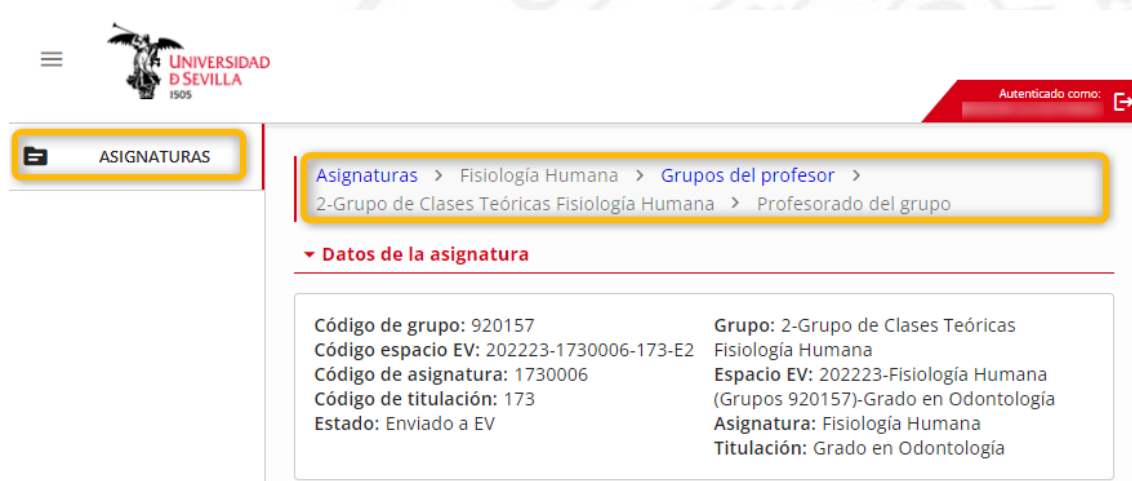 UNIVERSIDAD
D SEVILLA
1505
Autenticado como:
ASIGNATURAS
Asignaturas > Fisiología Humana > Grupos del profesor >
2-Grupo de Clases Teóricas Fisiología Humana > Profesorado del grupo
Datos de la asignatura
Código de grupo: 920157
Código espacio EV: 202223-1730006-173-E2
Código de asignatura: 1730006
Código de titulación: 173
Estado: Enviado a EV
Grupo: 2-Grupo de Clases Teóricas
Fisiología Humana
Espacio EV: 202223-Fisiología Humana
(Grupos 920157)-Grado en Odontología
Asignatura: Fisiología Humana
Titulación: Grado en Odontología